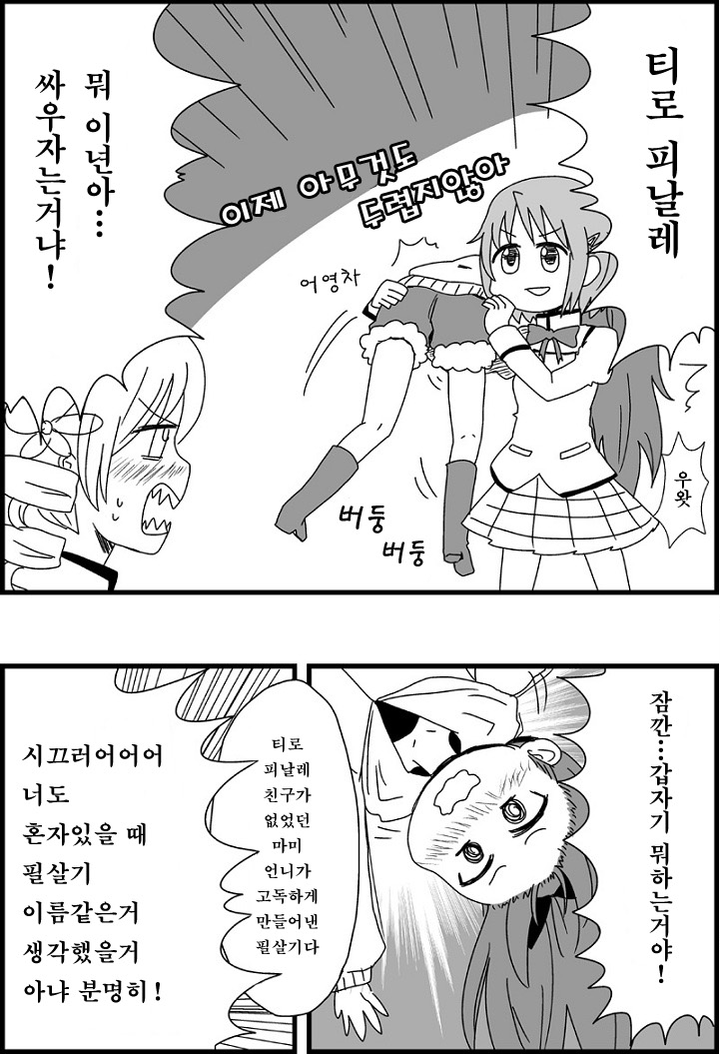 티로 피날레
이제 아무것도
두렵지않아
뭐 이년아...
싸우자는거냐!
어영차
우왓
버둥
버둥
잠깐...갑자기 뭐하는거야!
티로
피날레
친구가
없었던
마미
언니가
고독하게
만들어낸
필살기다
시끄러어어어
너도
혼자있을 때
필살기
이름같은거
생각했을거
아냐 분명히!